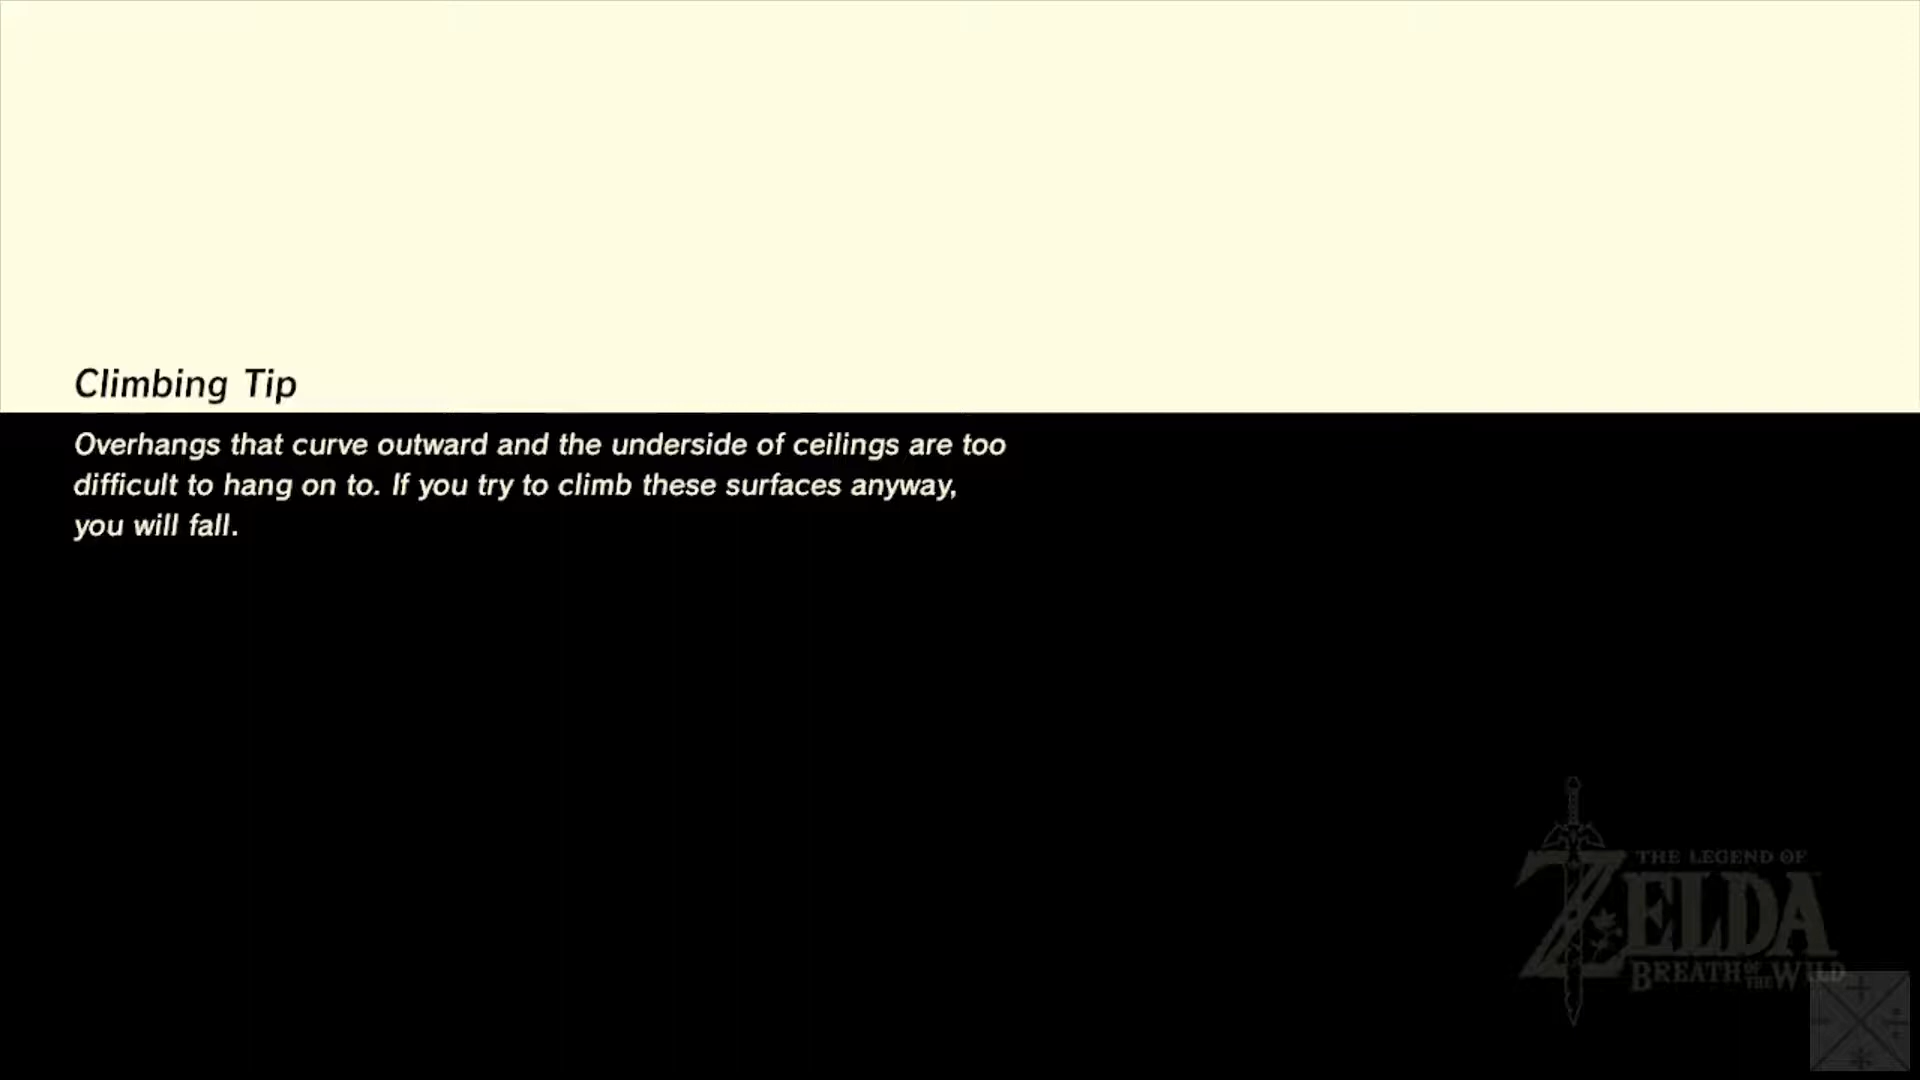 Climbing Tip
Overhangs that curve outward and the underside of ceilings are too
difficult to hang on to. If you try to climb these surfaces anyway,
you will fall.
THE LEGEND OF
ZELDA
BREATH OF THE WILD